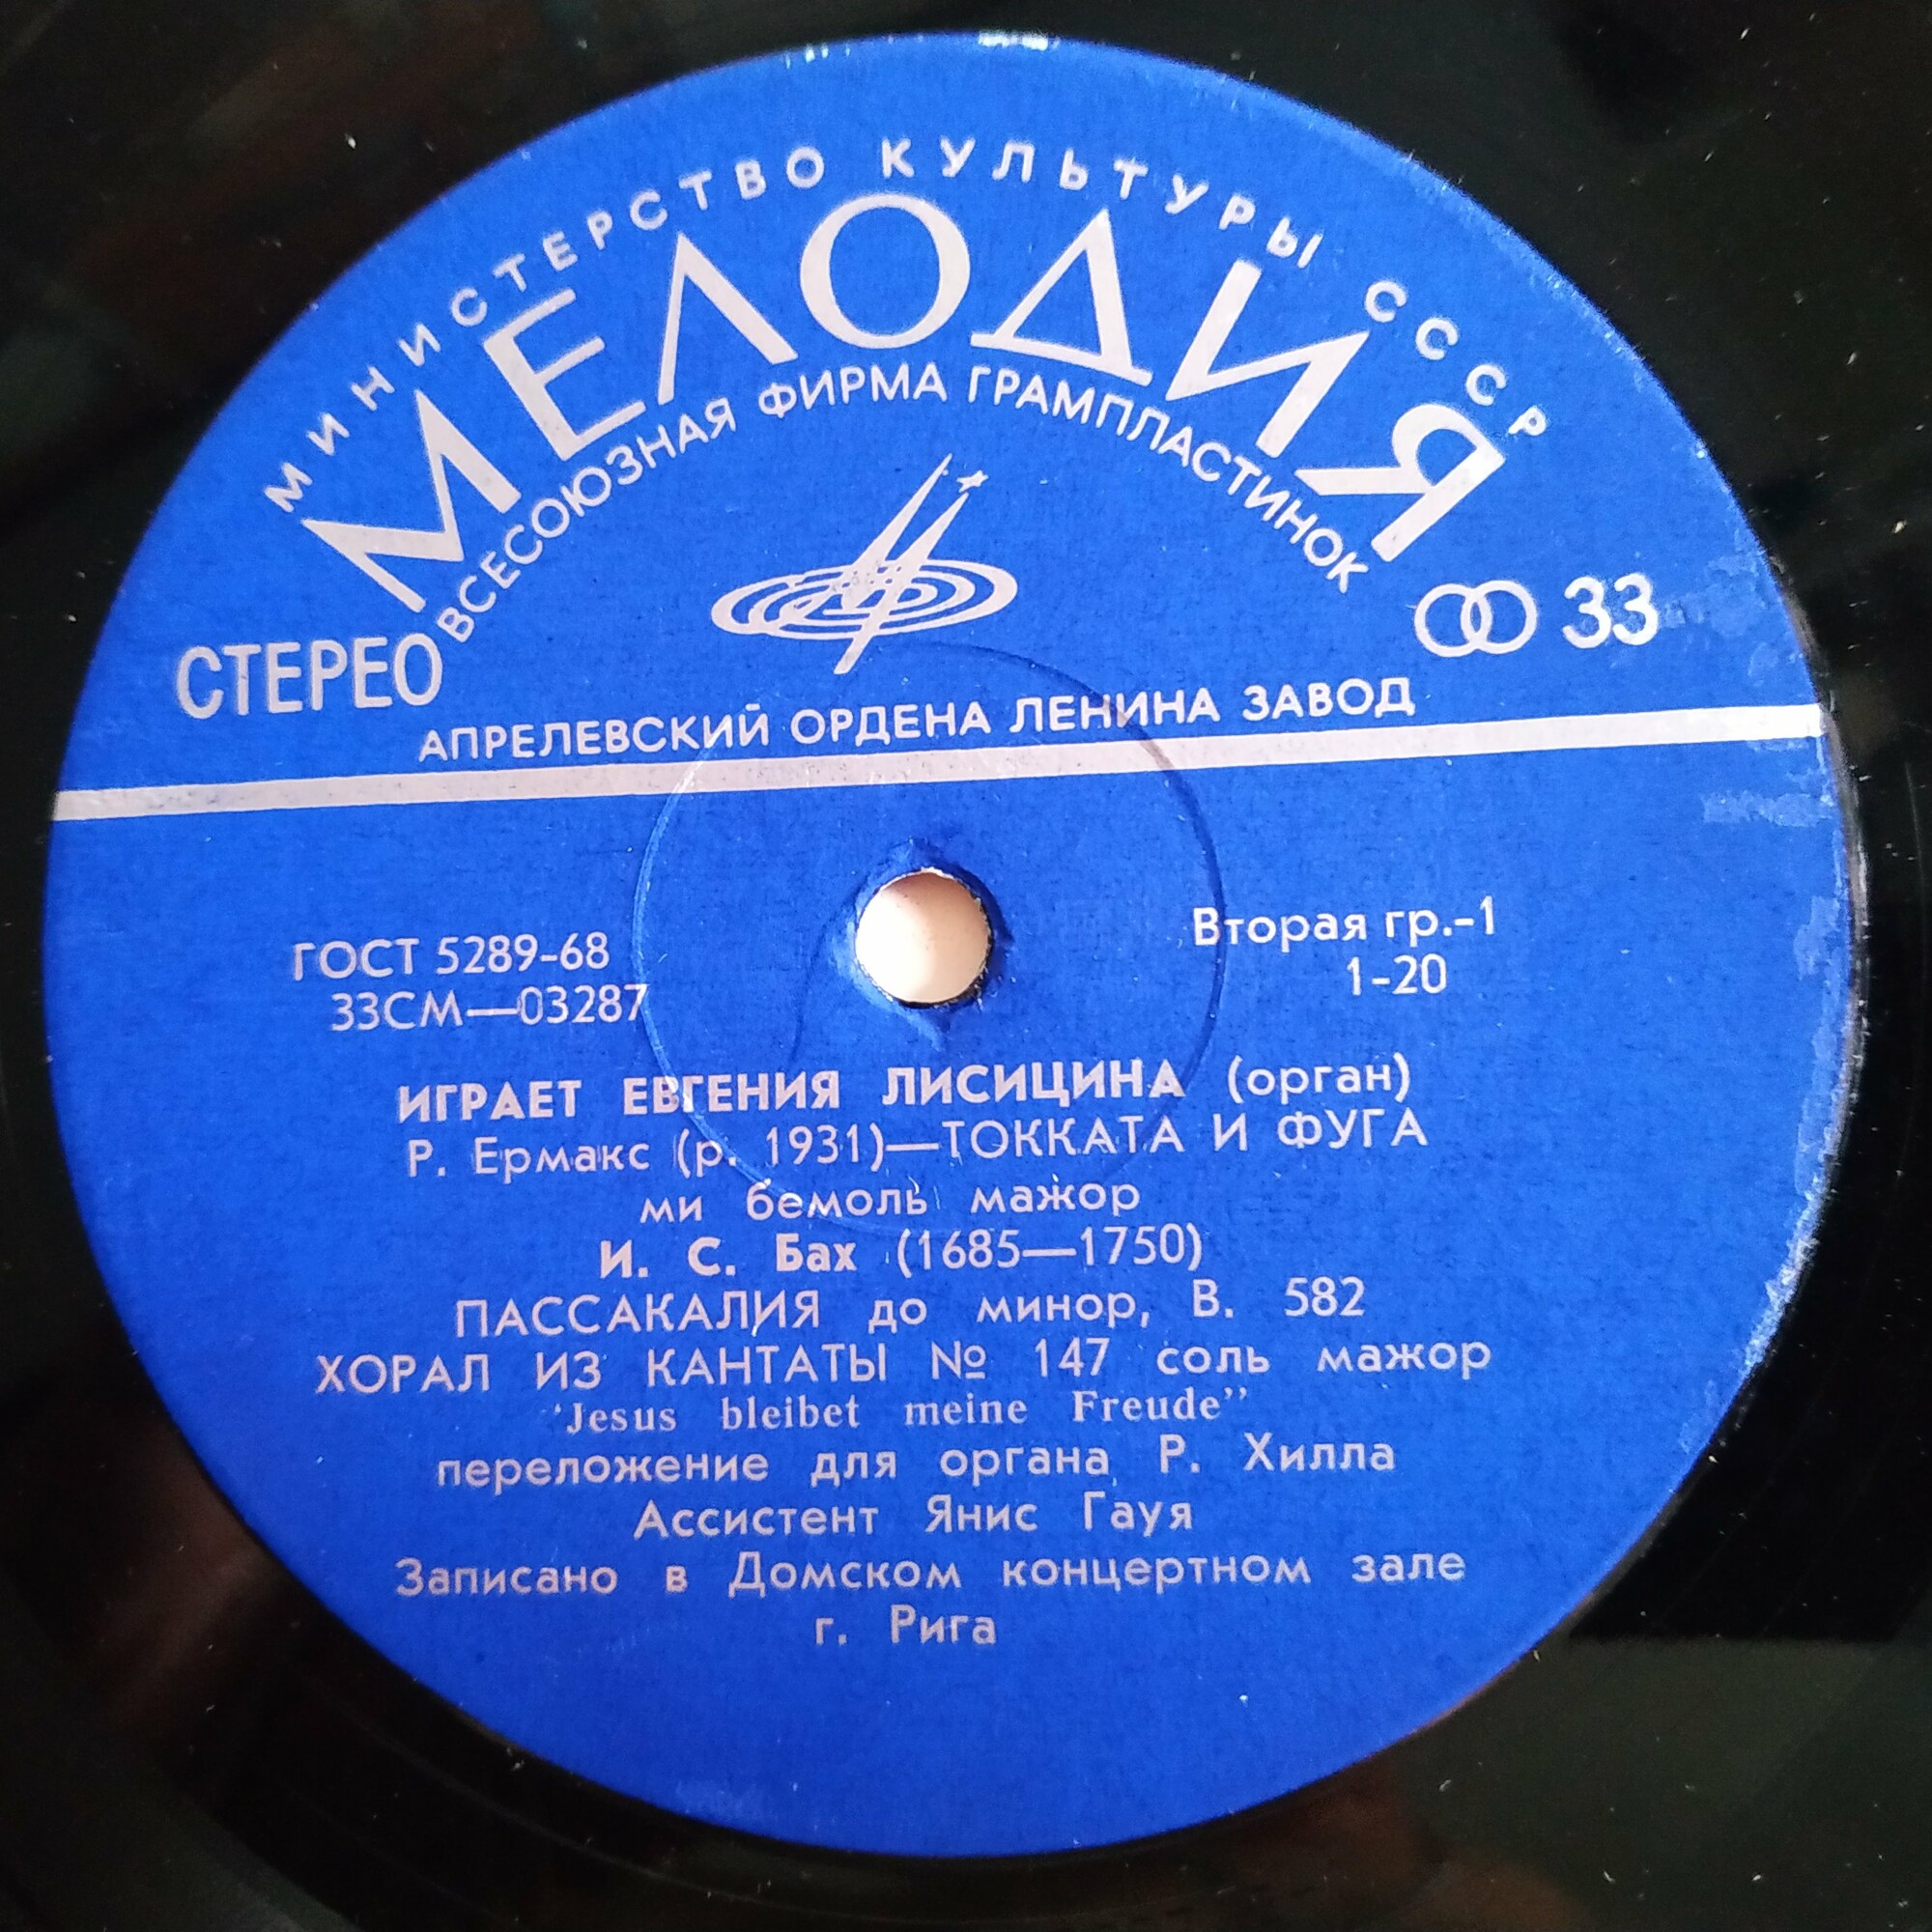 МИНИСТЕРСТВО КУЛЬТУРЫ СССР
МЕЛОДИЯ
ВСЕСОЮЗНАЯ ФИРМА ГРАМПЛАСТИНОК
СТЕРЕО
33
АПРЕЛЕВСКИЙ ОРДЕНА ЛЕНИНА ЗАВОД
ГОСТ 5289-68
33СМ—03287
Вторая гр.-1
1-20
ИГРАЕТ ЕВГЕНИЯ ЛИСИЦИНА (орган)
Р. Ермакс (р. 1931)—ТОККАТА И ФУГА
ми бемоль мажор
И. С. Бах (1685—1750)
ПАССАКАЛИЯ до минор, В. 582
ХОРАЛ ИЗ КАНТАТЫ № 147 соль мажор
‘Jesus bleibet meine Freude”
переложение для органа Р. Хилла
Ассистент Янис Гауя
Записано в Домском концертном зале
г. Рига